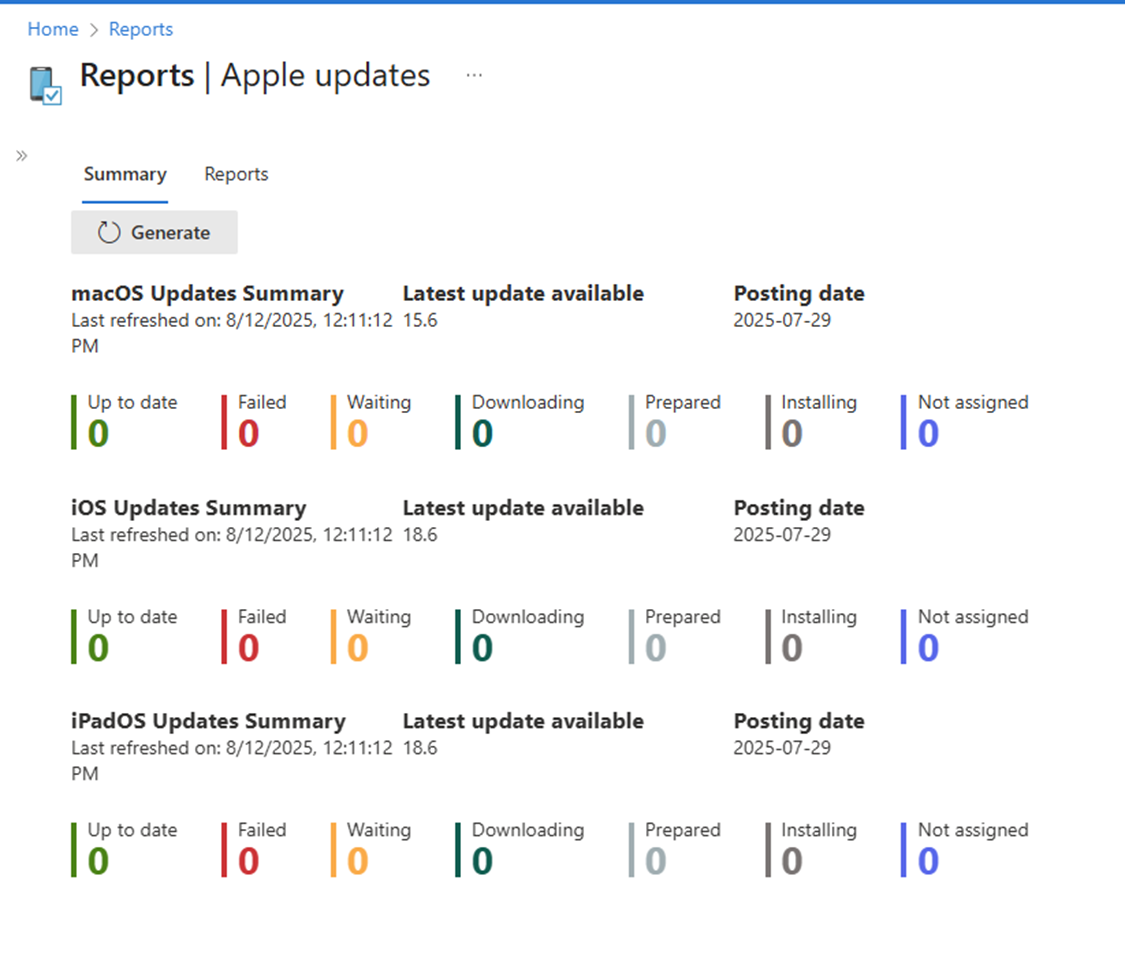 Home > Reports
Reports | Apple updates ...
»
Summary Reports
Generate
macOS Updates Summary Latest update available Posting date
Last refreshed on: 8/12/2025, 12:11:12 15.6 2025-07-29
PM
Up to date Failed Waiting Downloading Prepared Installing Not assigned
0 0 0 0 0 0 0
iOS Updates Summary Latest update available Posting date
Last refreshed on: 8/12/2025, 12:11:12 18.6 2025-07-29
PM
Up to date Failed Waiting Downloading Prepared Installing Not assigned
0 0 0 0 0 0 0
iPadOS Updates Summary Latest update available Posting date
Last refreshed on: 8/12/2025, 12:11:12 18.6 2025-07-29
PM
Up to date Failed Waiting Downloading Prepared Installing Not assigned
0 0 0 0 0 0 0